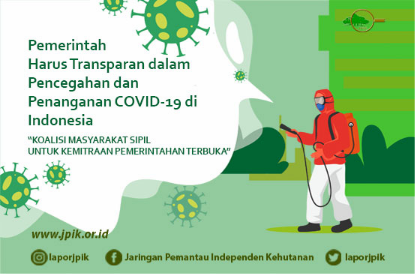 Pemerintah
Harus Transparan dalam
Pencegahan dan
Penanganan COVID-19 di
Indonesia
"KOALISI MASYARAKAT SIPIL
UNTUK KEMITRAAN PEMERINTAHAN TERBUKA"
www.jpik.or.id
laporjpik
Jaringan Pemantau Independen Kehutanan
laporjpik